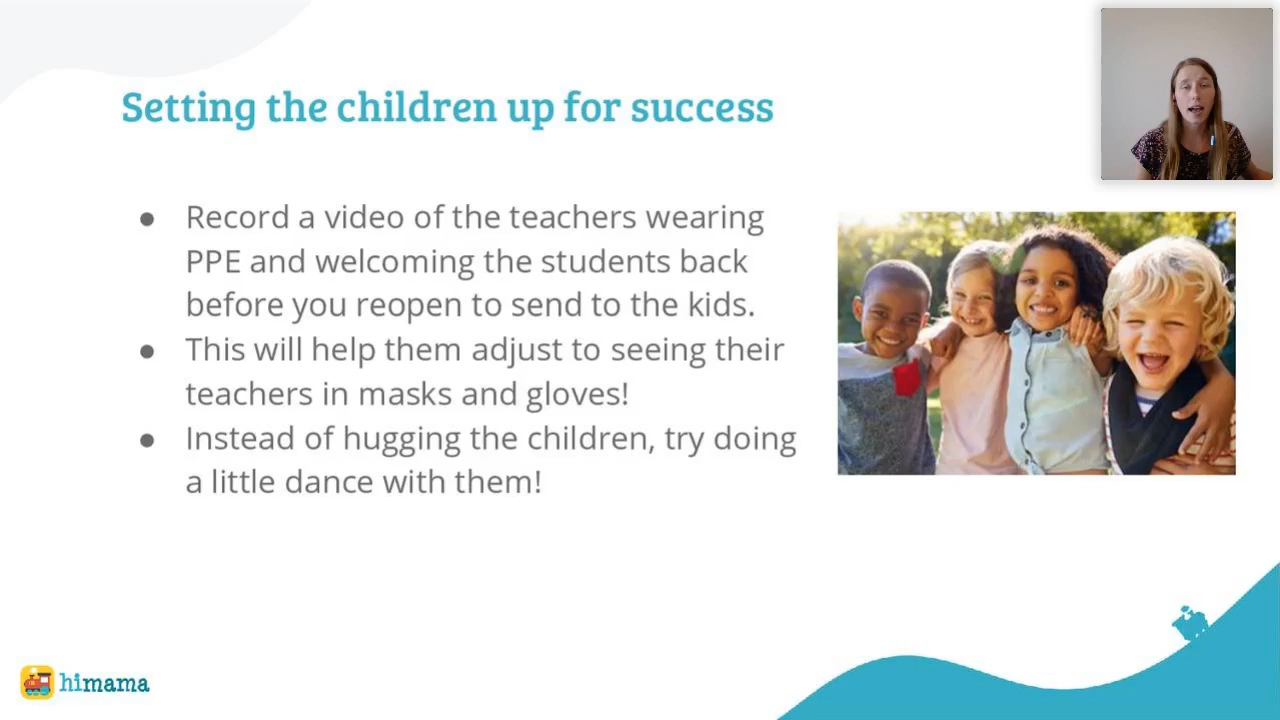 Setting the children up for success
● Record a video of the teachers wearing
PPE and welcoming the students back
before you reopen to send to the kids.
● This will help them adjust to seeing their
teachers in masks and gloves!
● Instead of hugging the children, try doing
a little dance with them!
himama